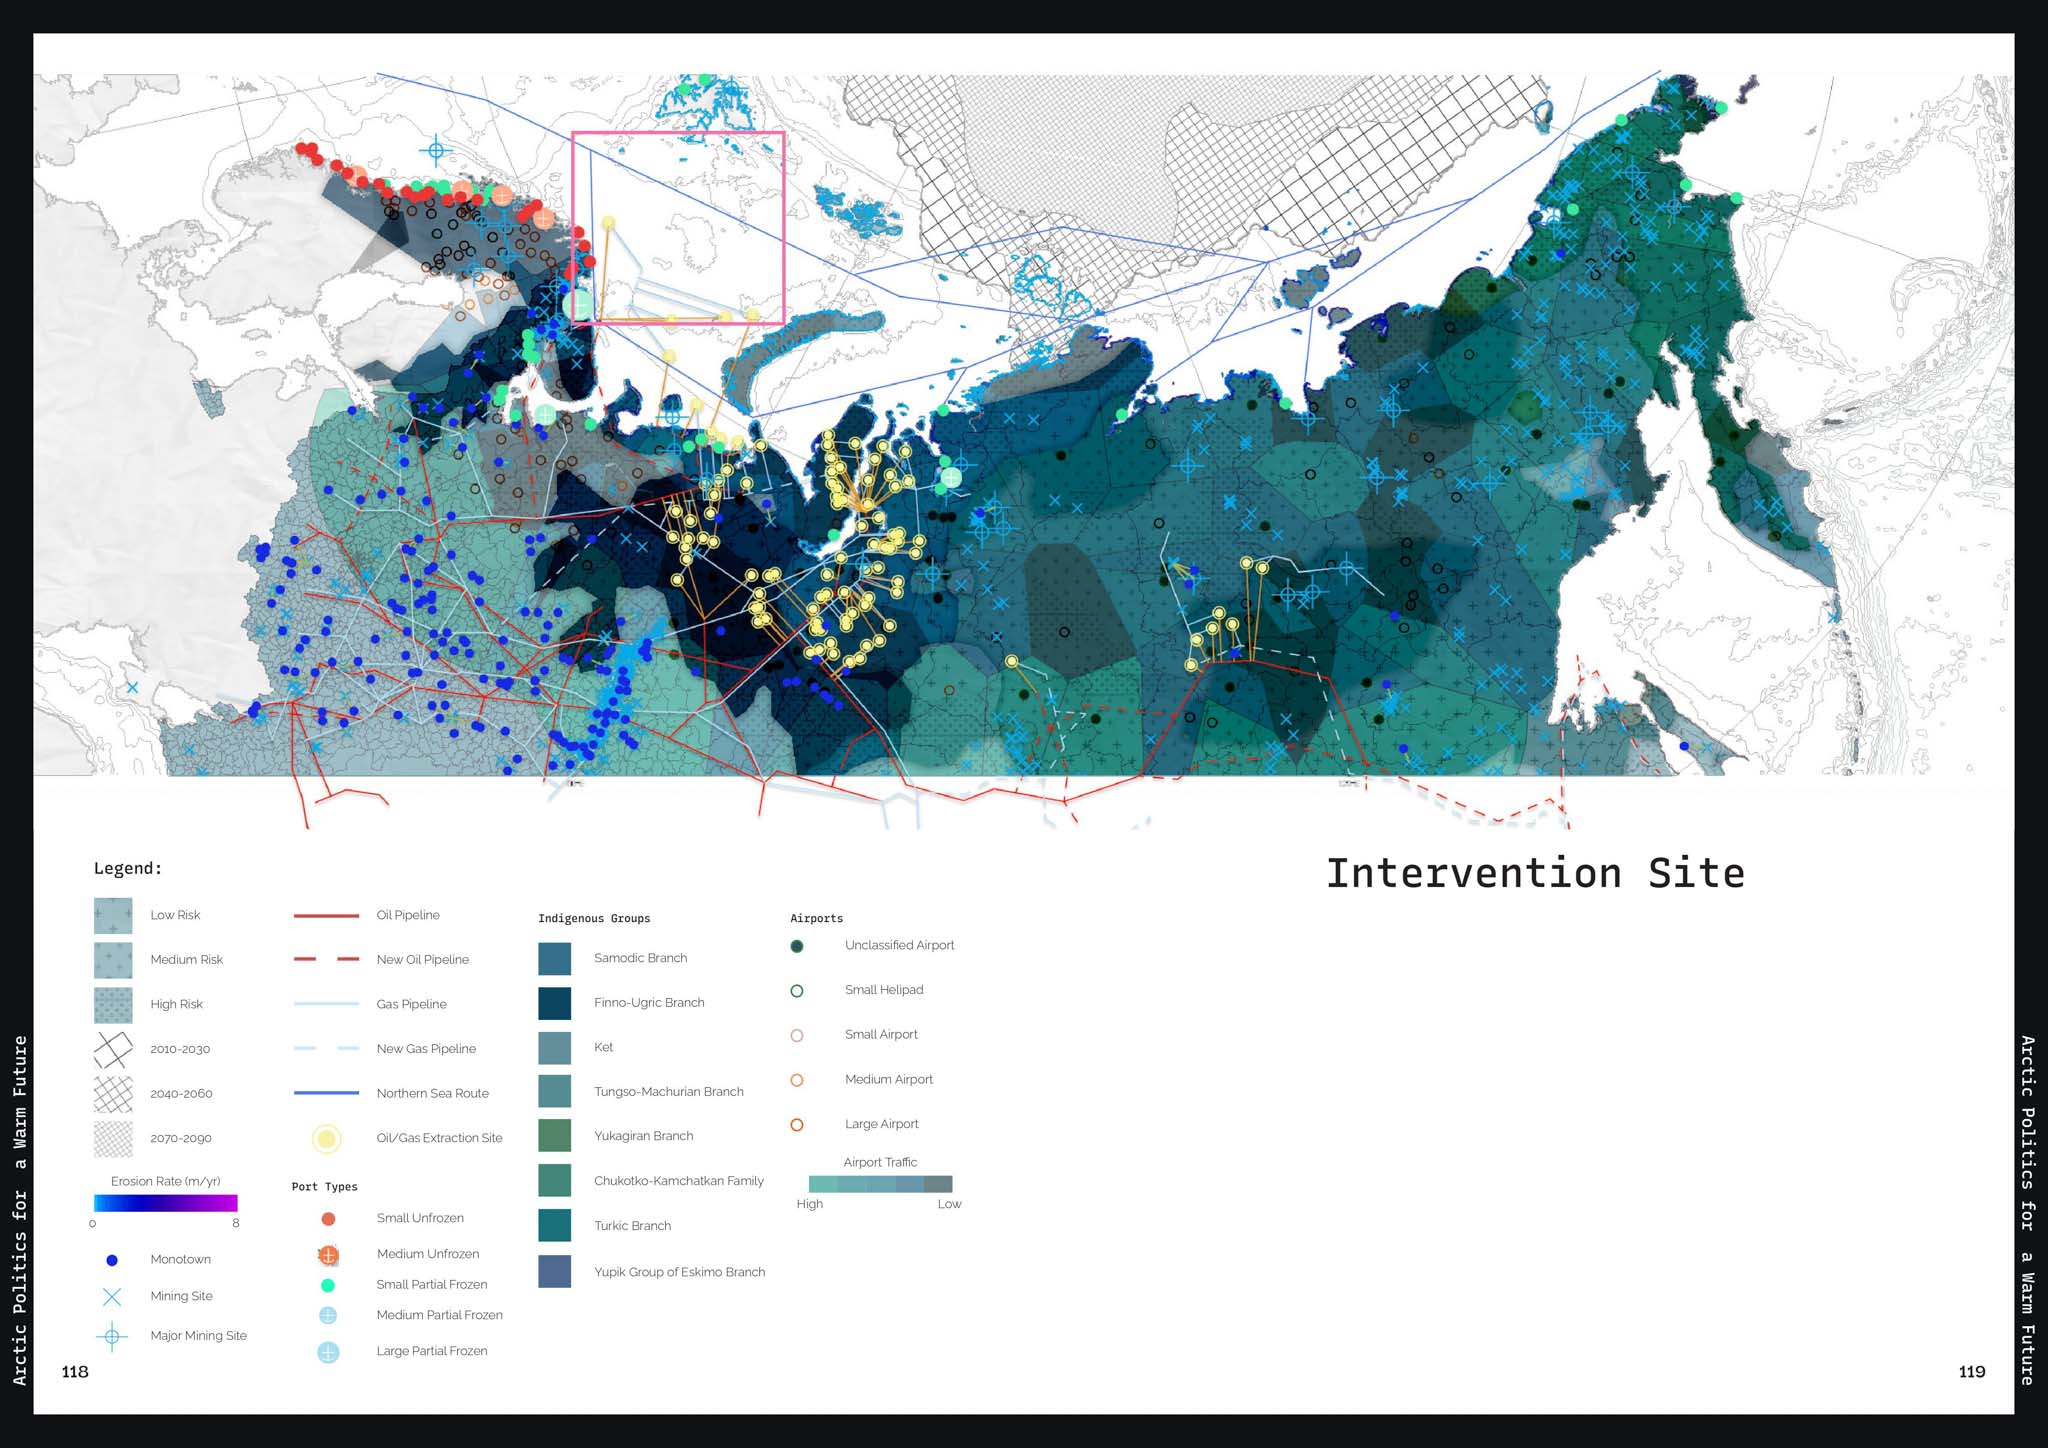 Intervention Site
Legend:
Low Risk
Medium Risk
High Risk
2010-2030
2040-2060
2070-2090
Erosion Rate (m/yr)
0 8
Monotown
Mining Site
Major Mining Site
Oil Pipeline
New Oil Pipeline
Gas Pipeline
New Gas Pipeline
Northern Sea Route
Oil/Gas Extraction Site
Port Types
Small Unfrozen
Medium Unfrozen
Small Partial Frozen
Medium Partial Frozen
Large Partial Frozen
Indigenous Groups
Samodic Branch
Finno-Ugric Branch
Ket
Tungso-Machurian Branch
Yukagiran Branch
Chukotko-Kamchatkan Family
Turkic Branch
Yupik Group of Eskimo Branch
Airports
Unclassified Airport
Small Helipad
Small Airport
Medium Airport
Large Airport
Airport Traffic
High Low
Arctic Politics for a Warm Future
Arctic Politics for a Warm Future
118
119